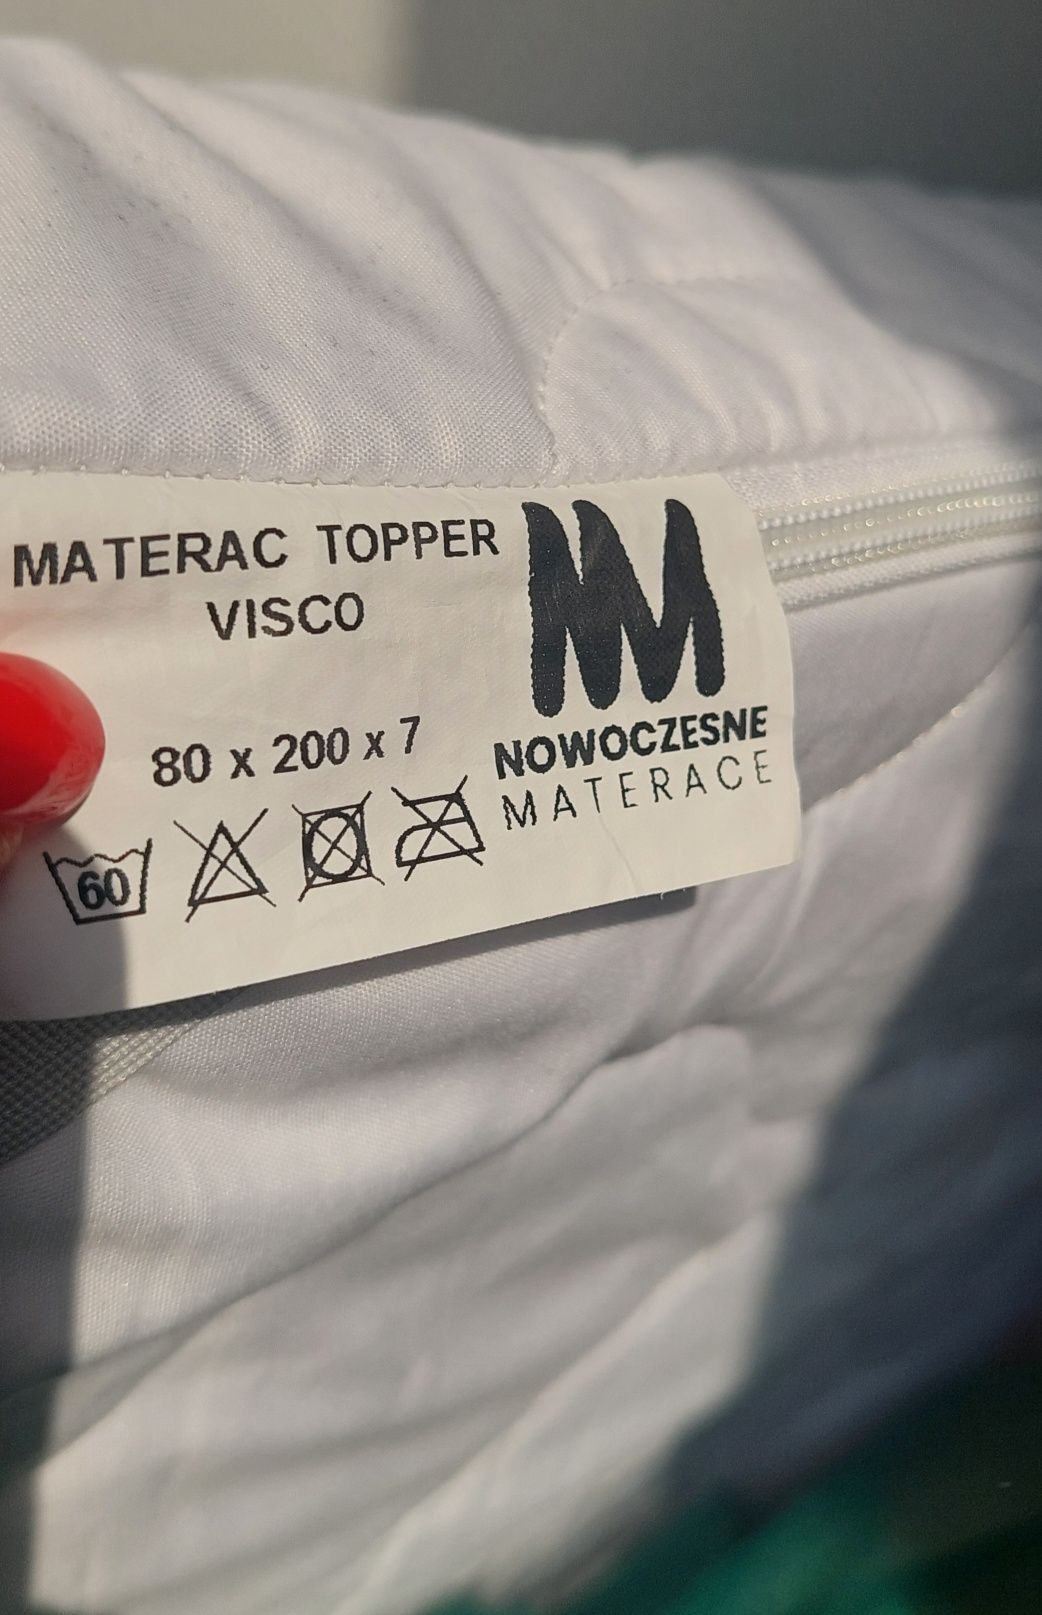 MATERAC TOPPER
VISCO
80 x 200 x 7
60
NOWOCZESNE
MATERACE